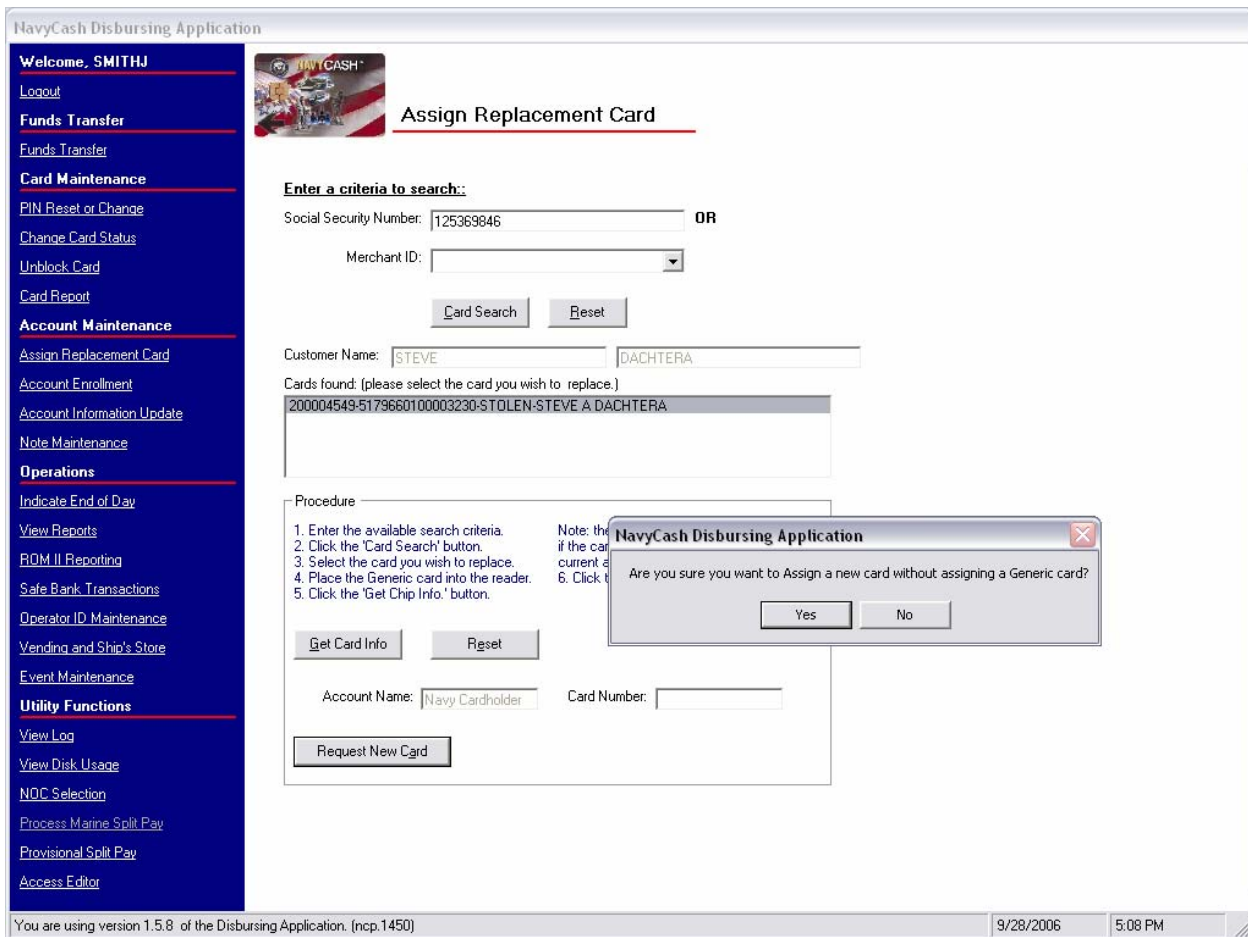 NavyCash Disbursing Application
Welcome, SMITHJ
Logout
Funds Transfer
Funds Transfer
Card Maintenance
PIN Reset or Change
Change Card Status
Unblock Card
Card Report
Account Maintenance
Assign Replacement Card
Account Enrollment
Account Information Update
Note Maintenance
Operations
Indicate End of Day
View Reports
ROM II Reporting
Safe Bank Transactions
Operator ID Maintenance
Vending and Ship's Store
Event Maintenance
Utility Functions
View Log
View Disk Usage
NOC Selection
Process Marine Split Pay
Provisional Split Pay
Access Editor
NAVYCASH
Assign Replacement Card
Enter a criteria to search::
Social Security Number: 125369846 OR
Merchant ID:
Card Search Reset
Customer Name: STEVE DACHTERA
Cards found: (please select the card you wish to replace.)
200004549-5179660100003230-STOLEN-STEVE A DACHTERA
Procedure
1. Enter the available search criteria.
2. Click the 'Card Search' button.
3. Select the card you wish to replace.
4. Place the Generic card into the reader.
5. Click the 'Get Chip Info.' button.
Note: the
if the car
current a
6. Click t
NavyCash Disbursing Application
Are you sure you want to Assign a new card without assigning a Generic card?
Yes No
Get Card Info Reset
Account Name: Navy Cardholder Card Number:
Request New Card
You are using version 1.5.8 of the Disbursing Application. (ncp.1450) 9/28/2006 5:08 PM